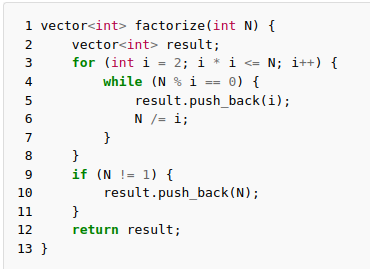 1 vector<int> factorize(int N) {
2     vector<int> result;
3     for (int i = 2; i * i <= N; i++) {
4         while (N % i == 0) {
5             result.push_back(i);
6             N /= i;
7         }
8     }
9     if (N != 1) {
10         result.push_back(N);
11     }
12     return result;
13 }